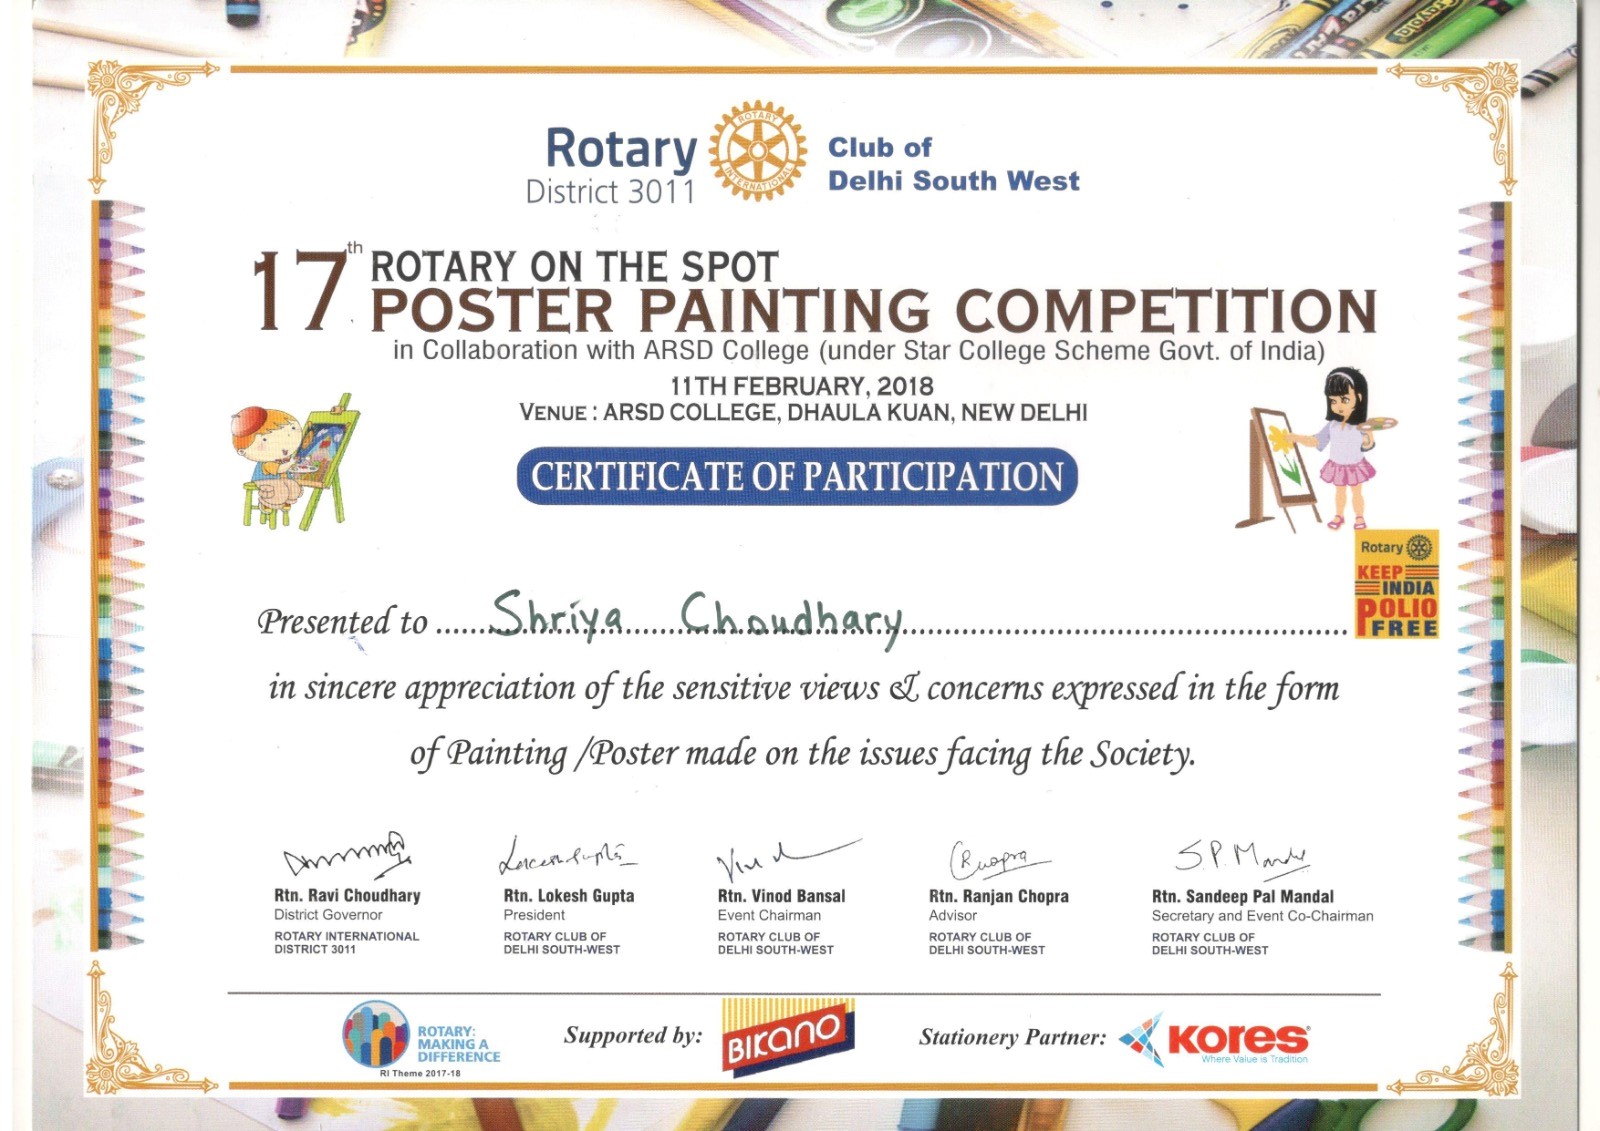 Rotary
District 3011
ROTARY
INTERNATIONAL
Club of
Delhi South West
17th ROTARY ON THE SPOT
POSTER PAINTING COMPETITION
in Collaboration with ARSD College (under Star College Scheme Govt. of India)
11TH FEBRUARY, 2018
VENUE : ARSD COLLEGE, DHAULA KUAN, NEW DELHI
CERTIFICATE OF PARTICIPATION
Rotary
KEEP
INDIA
POLIO
FREE
Presented to ......Shriya Choudhary......
in sincere appreciation of the sensitive views & concerns expressed in the form
of Painting /Poster made on the issues facing the Society.
Rtn. Ravi Choudhary
District Governor
ROTARY INTERNATIONAL
DISTRICT 3011
Lokesh Gupta
Rtn. Lokesh Gupta
President
ROTARY CLUB OF
DELHI SOUTH-WEST
Rtn. Vinod Bansal
Event Chairman
ROTARY CLUB OF
DELHI SOUTH-WEST
RChopra
Rtn. Ranjan Chopra
Advisor
ROTARY CLUB OF
DELHI SOUTH-WEST
S.P. Mandal
Rtn. Sandeep Pal Mandal
Secretary and Event Co-Chairman
ROTARY CLUB OF
DELHI SOUTH-WEST
ROTARY:
MAKING A
DIFFERENCE
RI Theme 2017-18
Supported by:
BIKANO
Stationery Partner:
KORES
Where Value is Tradition